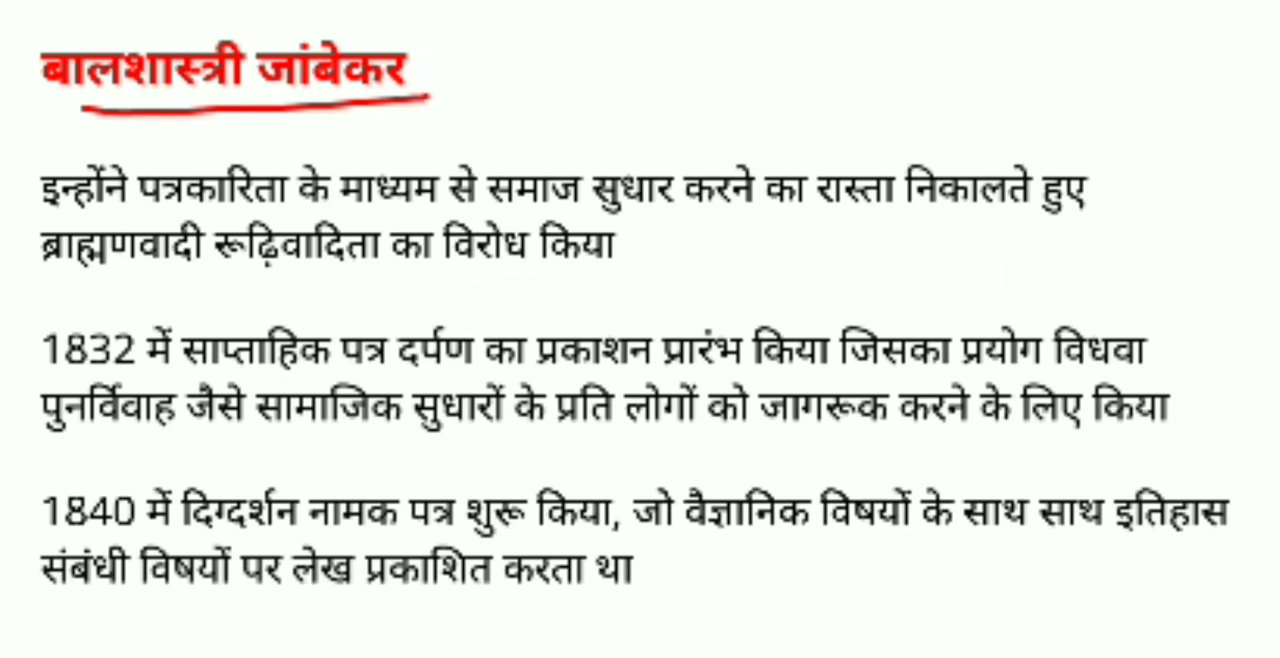 बालशास्त्री जांबेकर
इन्होंने पत्रकारिता के माध्यम से समाज सुधार करने का रास्ता निकालते हुए
ब्राह्मणवादी रूढ़िवादिता का विरोध किया
1832 में साप्ताहिक पत्र दर्पण का प्रकाशन प्रारंभ किया जिसका प्रयोग विधवा
पुनर्विवाह जैसे सामाजिक सुधारों के प्रति लोगों को जागरूक करने के लिए किया
1840 में दिग्दर्शन नामक पत्र शुरू किया, जो वैज्ञानिक विषयों के साथ साथ इतिहास
संबंधी विषयों पर लेख प्रकाशित करता था